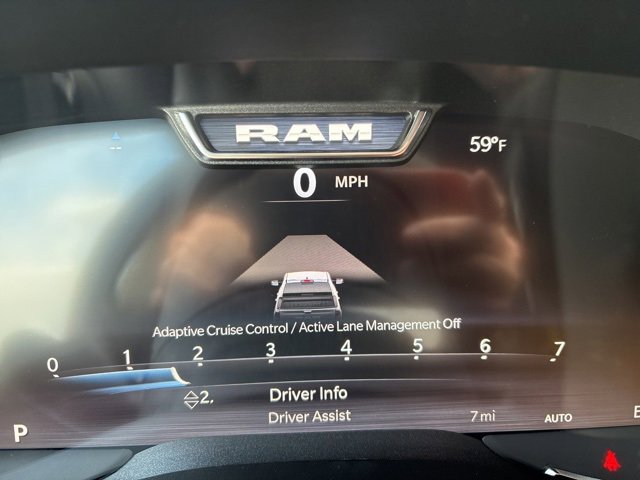 RAM
59°F
0 MPH
Adaptive Cruise Control / Active Lane Management Off
0 1 2 3 4 5 6 7
2. Driver Info
Driver Assist 7 mi AUTO
P